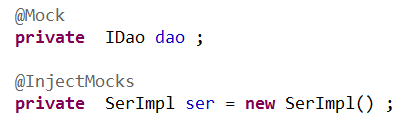 @Mock
private  IDao dao ;
@InjectMocks
private  SerImpl ser = new SerImpl() ;